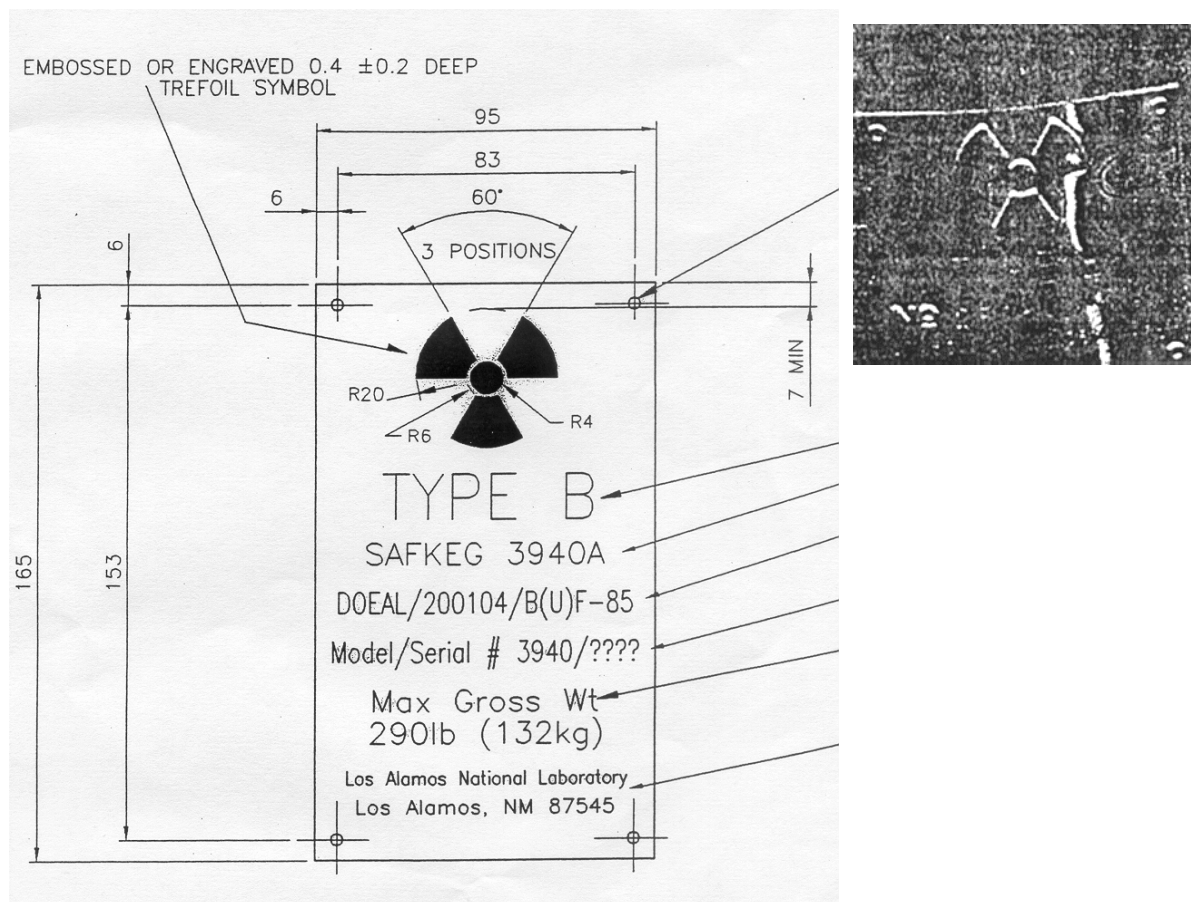 EMBOSSED OR ENGRAVED 0.4 ±0.2 DEEP
TREFOIL SYMBOL
95
83
6
60°
3 POSITIONS
6
7 MIN
R20
R6
R4
TYPE B
165
153
SAFKEG 3940A
DOEAL/200104/B(U)F-85
Model/Serial # 3940/????
Max Gross Wt
290lb (132kg)
Los Alamos National Laboratory
Los Alamos, NM 87545